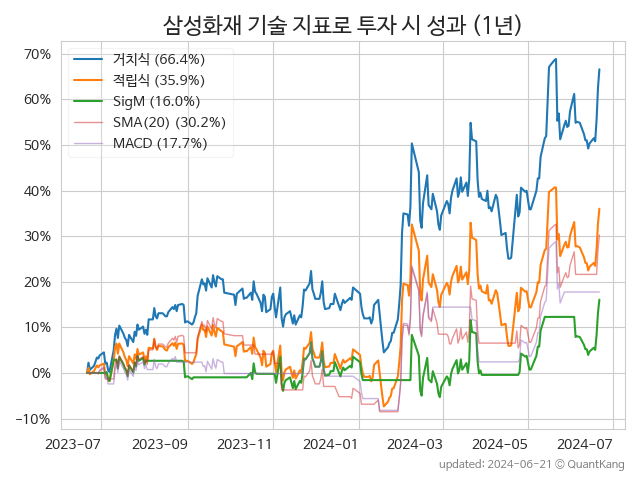 삼성화재 기술 지표로 투자 시 성과 (1년)
70%
60%
50%
40%
30%
20%
10%
0%
−10%
거치식 (66.4%)
적립식 (35.9%)
SigM (16.0%)
SMA(20) (30.2%)
MACD (17.7%)
2023-07 2023-09 2023-11 2024-01 2024-03 2024-05 2024-07
updated: 2024-06-21 © QuantKang